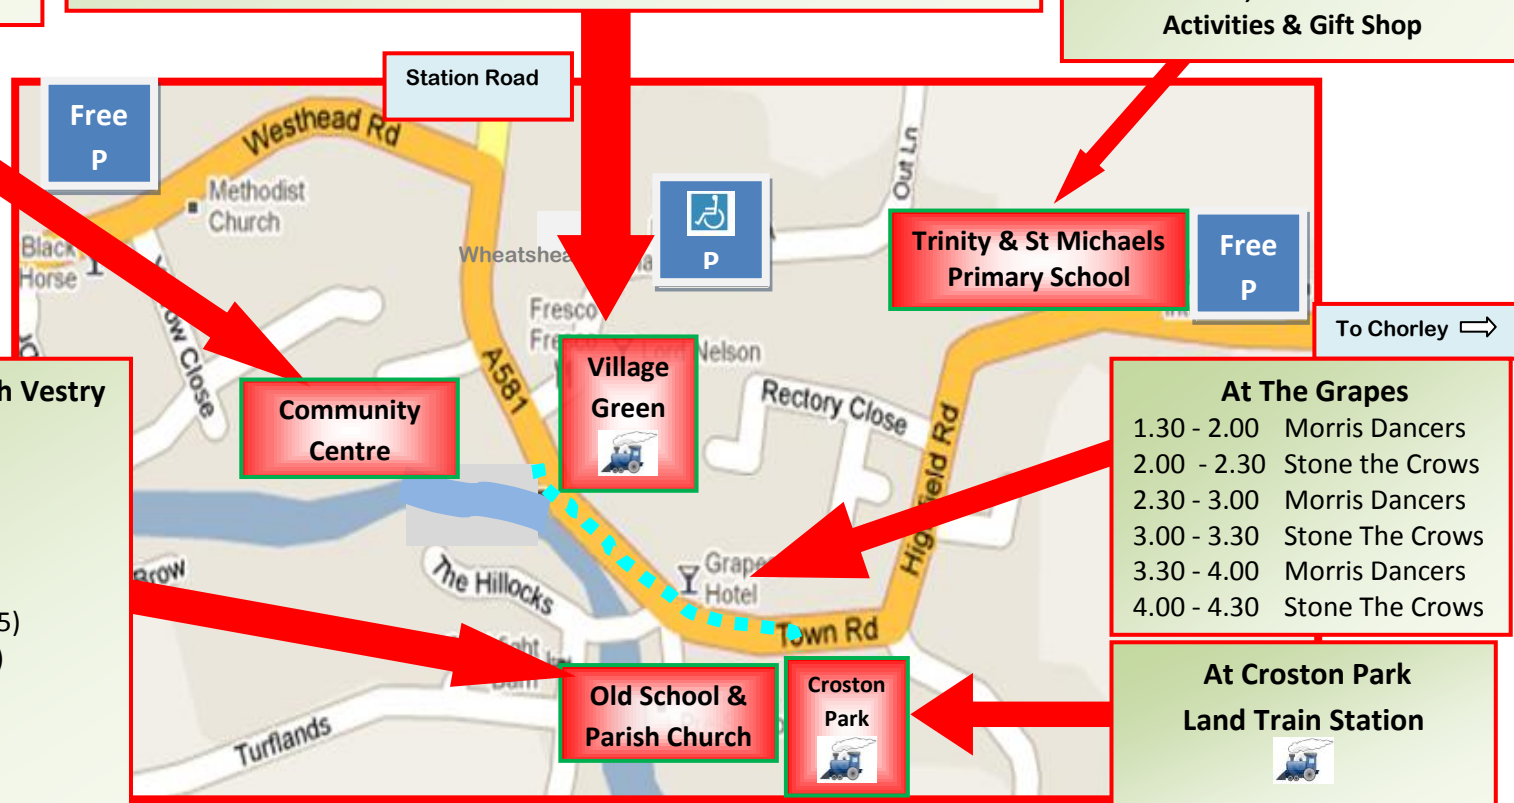 Activities & Gift Shop
Station Road
Free
P
Westhead Rd
Methodist
Church
Black
Horse
Out Ln
P
Trinity & St Michaels
Primary School
Free
P
To Chorley
Fresco
Nelson
Village
Green
A581
Community
Centre
Rectory Close
Highfield Rd
Close
Vestry
At The Grapes
1.30 - 2.00 Morris Dancers
2.00 - 2.30 Stone the Crows
2.30 - 3.00 Morris Dancers
3.00 - 3.30 Stone The Crows
3.30 - 4.00 Morris Dancers
4.00 - 4.30 Stone The Crows
Hotel
The Hillocks
Brow
5)
)
Town Rd
Old School &
Parish Church
Croston
Park
Turflands
At Croston Park
Land Train Station